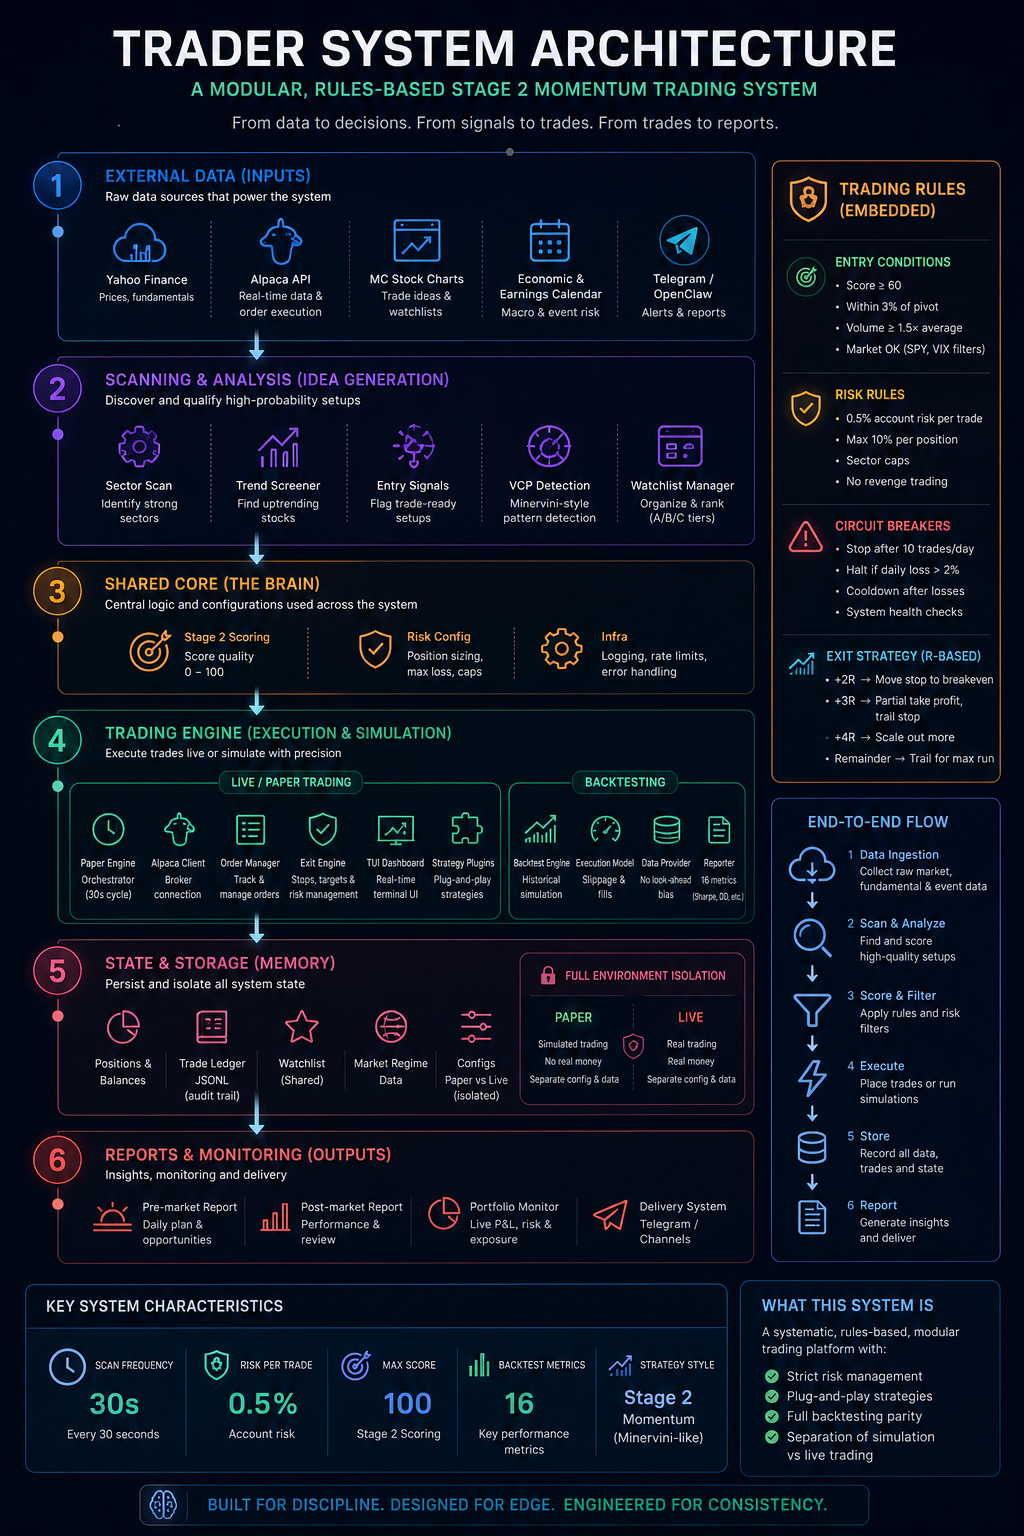 TRADER SYSTEM ARCHITECTURE
A MODULAR, RULES-BASED STAGE 2 MOMENTUM TRADING SYSTEM
From data to decisions. From signals to trades. From trades to reports.
1
EXTERNAL DATA (INPUTS)
Raw data sources that power the system
Yahoo Finance
Prices, fundamentals
Alpaca API
Real-time data &
order execution
MC Stock Charts
Trade ideas &
watchlists
Economic &
Earnings Calendar
Macro & event risk
Telegram /
OpenClaw
Alerts & reports
2
SCANNING & ANALYSIS (IDEA GENERATION)
Discover and qualify high-probability setups
Sector Scan
Identify strong
sectors
Trend Screener
Find uptrending
stocks
Entry Signals
Flag trade-ready
setups
VCP Detection
Minervini-style
pattern detection
Watchlist Manager
Organize & rank
(A/B/C tiers)
3
SHARED CORE (THE BRAIN)
Central logic and configurations used across the system
Stage 2 Scoring
Score quality
0 – 100
Risk Config
Position sizing,
max loss, caps
Infra
Logging, rate limits,
error handling
4
TRADING ENGINE (EXECUTION & SIMULATION)
Execute trades live or simulate with precision
LIVE / PAPER TRADING
Paper Engine
Orchestrator
(30s cycle)
Alpaca Client
Broker
connection
Order Manager
Track &
manage orders
Exit Engine
Stops, targets &
risk management
TUI Dashboard
Real-time
terminal UI
Strategy Plugins
Plug-and-play
strategies
BACKTESTING
Backtest Engine
Historical
simulation
Execution Model
Slippage &
fills
Data Provider
No look-ahead
bias
Reporter
16 metrics
(Sharpe, DD, etc.)
5
STATE & STORAGE (MEMORY)
Persist and isolate all system state
Positions &
Balances
Trade Ledger
JSONL
(audit trail)
Watchlist
(Shared)
Market Regime
Data
Configs
Paper vs Live
(isolated)
FULL ENVIRONMENT ISOLATION
PAPER
Simulated trading
No real money
Separate config & data
LIVE
Real trading
Real money
Separate config & data
6
REPORTS & MONITORING (OUTPUTS)
Insights, monitoring and delivery
Pre-market Report
Daily plan &
opportunities
Post-market Report
Performance &
review
Portfolio Monitor
Live P&L, risk &
exposure
Delivery System
Telegram /
Channels
TRADING RULES
(EMBEDDED)
ENTRY CONDITIONS
• Score ≥ 60
• Within 3% of pivot
• Volume ≥ 1.5× average
• Market OK (SPY, VIX filters)
RISK RULES
• 0.5% account risk per trade
• Max 10% per position
• Sector caps
• No revenge trading
CIRCUIT BREAKERS
• Stop after 10 trades/day
• Halt if daily loss > 2%
• Cooldown after losses
• System health checks
EXIT STRATEGY (R-BASED)
• +2R → Move stop to breakeven
• +3R → Partial take profit,
trail stop
• +4R → Scale out more
• Remainder → Trail for max run
END-TO-END FLOW
1 Data Ingestion
Collect raw market,
fundamental & event data
2 Scan & Analyze
Find and score
high-quality setups
3 Score & Filter
Apply rules and risk
filters
4 Execute
Place trades or run
simulations
5 Store
Record all data,
trades and state
6 Report
Generate insights
and deliver
KEY SYSTEM CHARACTERISTICS
SCAN FREQUENCY
30s
Every 30 seconds
RISK PER TRADE
0.5%
Account risk
MAX SCORE
100
Stage 2 Scoring
BACKTEST METRICS
16
Key performance
metrics
STRATEGY STYLE
Stage 2
Momentum
(Minervini-like)
WHAT THIS SYSTEM IS
A systematic, rules-based, modular
trading platform with:
Strict risk management
Plug-and-play strategies
Full backtesting parity
Separation of simulation
vs live trading
BUILT FOR DISCIPLINE. DESIGNED FOR EDGE. ENGINEERED FOR CONSISTENCY.